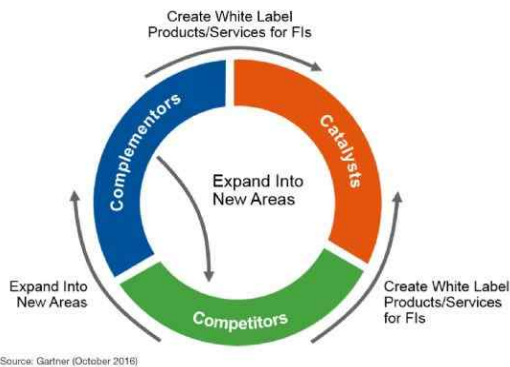 Create White Label
Products/Services for FIs
Complementors
Catalysts
Expand Into
New Areas
Expand Into
New Areas
Create White Label
Products/Services
for FIs
Competitors
Source: Gartner (October 2016)